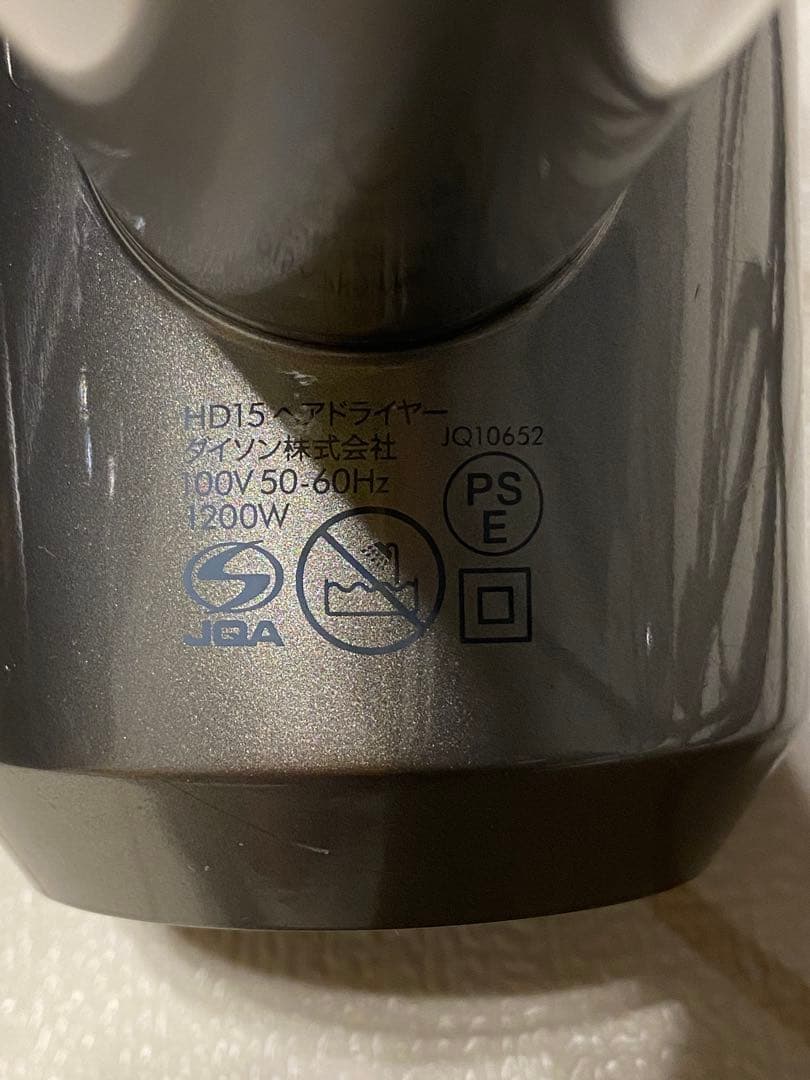 HD15 ヘアドライヤー
ダイソン株式会社
JQ10652
100V 50-60Hz
1200W
PS
E
JQA